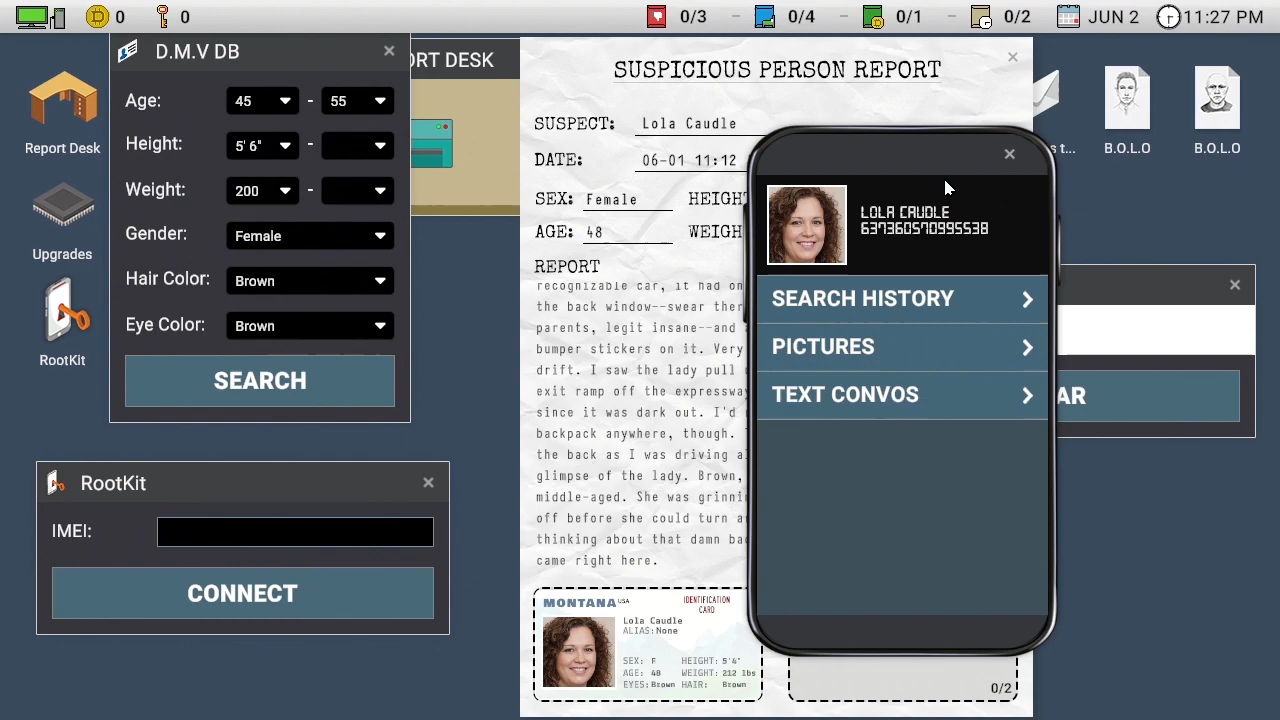 0
0
0/3
0/4
0/1
0/2
JUN 2
11:27 PM
Report Desk
Upgrades
RootKit
D.M.V DB
Age:
45
-
55
Height:
5' 6"
-
Weight:
200
-
Gender:
Female
Hair Color:
Brown
Eye Color:
Brown
SEARCH
ORT DESK
RootKit
IMEI:
CONNECT
SUSPICIOUS PERSON REPORT
SUSPECT: Lola Caudle
DATE: 06-01 11:12
SEX: Female HEIGH
AGE: 48 WEIGH
REPORT
recognizable car, it had on
the back window--swear ther
parents, legit insane--and
bumper stickers on it. Very
drift. I saw the lady pull
exit ramp off the expressway
since it was dark out. I'd
backpack anywhere, though.
the back as I was driving al
glimpse of the lady. Brown,
middle-aged. She was grinnin
off before she could turn a
thinking about that damn ba
came right here.
MONTANA USA
IDENTIFICATION
CARD
Lola Caudle
ALIAS: None
SEX: F HEIGHT: 5'4"
AGE: 48 WEIGHT: 212 lbs
EYES: Brown HAIR: Brown
0/2
LOLA CAUDLE
637360570995538
SEARCH HISTORY
PICTURES
TEXT CONVOS
s t...
B.O.L.O
B.O.L.O
AR